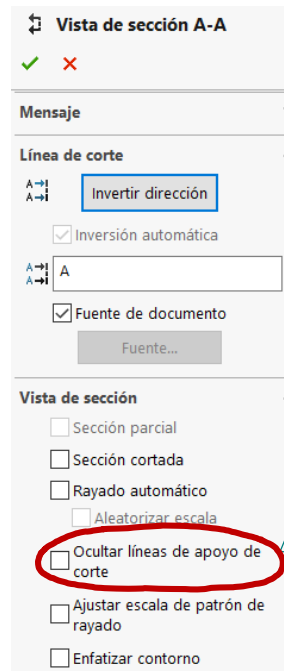 Vista de sección A-A
Mensaje
Línea de corte
Invertir dirección
Inversión automática
A
Fuente de documento
Fuente...
Vista de sección
Sección parcial
Sección cortada
Rayado automático
Aleatorizar escala
Ocultar líneas de apoyo de
corte
Ajustar escala de patrón de
rayado
Enfatizar contorno